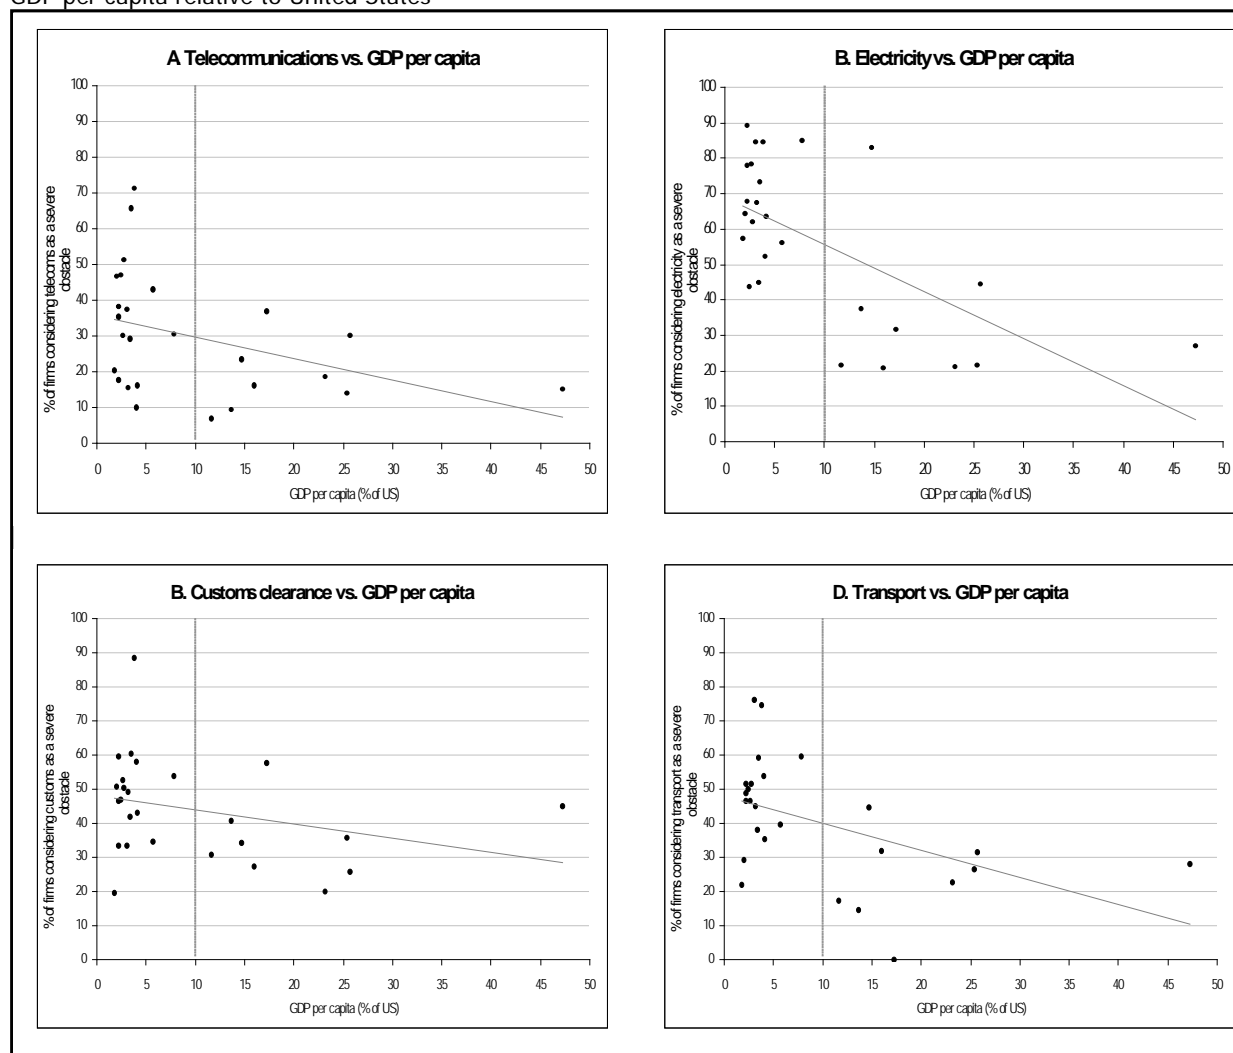 GDP per capita relative to United States
A Telecommunications vs. GDP per capita
% of firms considering telecoms as a severe
obstacle
100
90
80
70
60
50
40
30
20
10
0
0 5 10 15 20 25 30 35 40 45 50
GDP per capita (% of US)
B. Electricity vs. GDP per capita
% of firms considering electricity as a severe
obstacle
100
90
80
70
60
50
40
30
20
10
0
0 5 10 15 20 25 30 35 40 45 50
GDP per capita (% of US)
B. Customs clearance vs. GDP per capita
% of firms considering customs as a severe
obstacle
100
90
80
70
60
50
40
30
20
10
0
0 5 10 15 20 25 30 35 40 45 50
GDP per capita (% of US)
D. Transport vs. GDP per capita
% of firms considering transport as a severe
obstacle
100
90
80
70
60
50
40
30
20
10
0
0 5 10 15 20 25 30 35 40 45 50
GDP per capita (% of US)